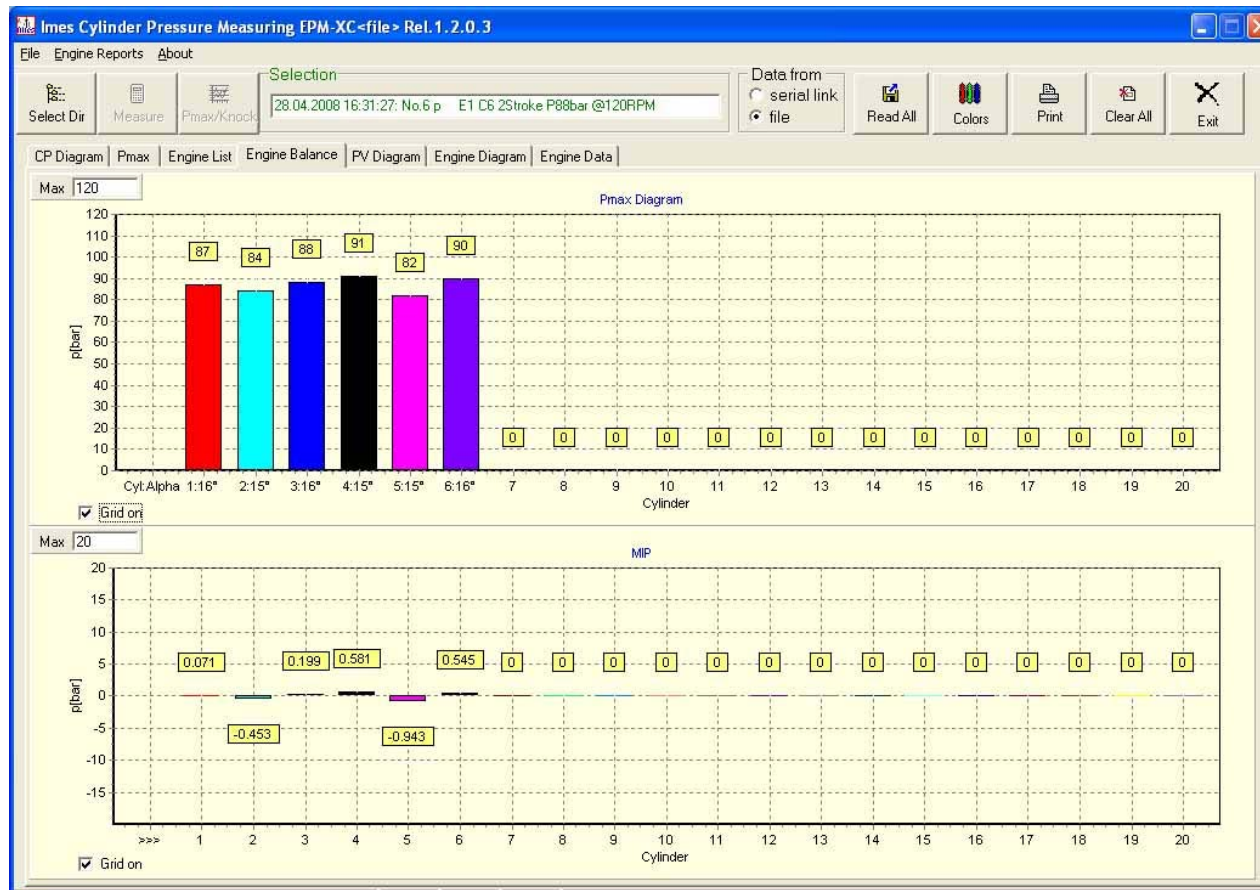 Imes Cylinder Pressure Measuring EPM-XC<file> Rel.1.2.0.3
File Engine Reports About
Select Dir
Measure
Pmax/Knock
Selection
28.04.2008 16:31:27: No.6 p E1 C6 2Stroke P88bar @120RPM
Data from
serial link
file
Read All
Colors
Print
Clear All
Exit
CP Diagram Pmax Engine List Engine Balance PV Diagram Engine Diagram Engine Data
Max 120
Pmax Diagram
120
110
100
90
80
70
60
50
40
30
20
10
0
p[bar]
87 84 88 91 82 90 0 0 0 0 0 0 0 0 0 0 0 0 0 0
Cyl:Alpha 1:16° 2:15° 3:16° 4:15° 5:15° 6:16° 7 8 9 10 11 12 13 14 15 16 17 18 19 20
Cylinder
Grid on
Max 20
MIP
20
15
10
5
0
-5
-10
-15
p[bar]
0.071 -0.453 0.199 0.581 -0.943 0.545 0 0 0 0 0 0 0 0 0 0 0 0 0 0
>>> 1 2 3 4 5 6 7 8 9 10 11 12 13 14 15 16 17 18 19 20
Cylinder
Grid on